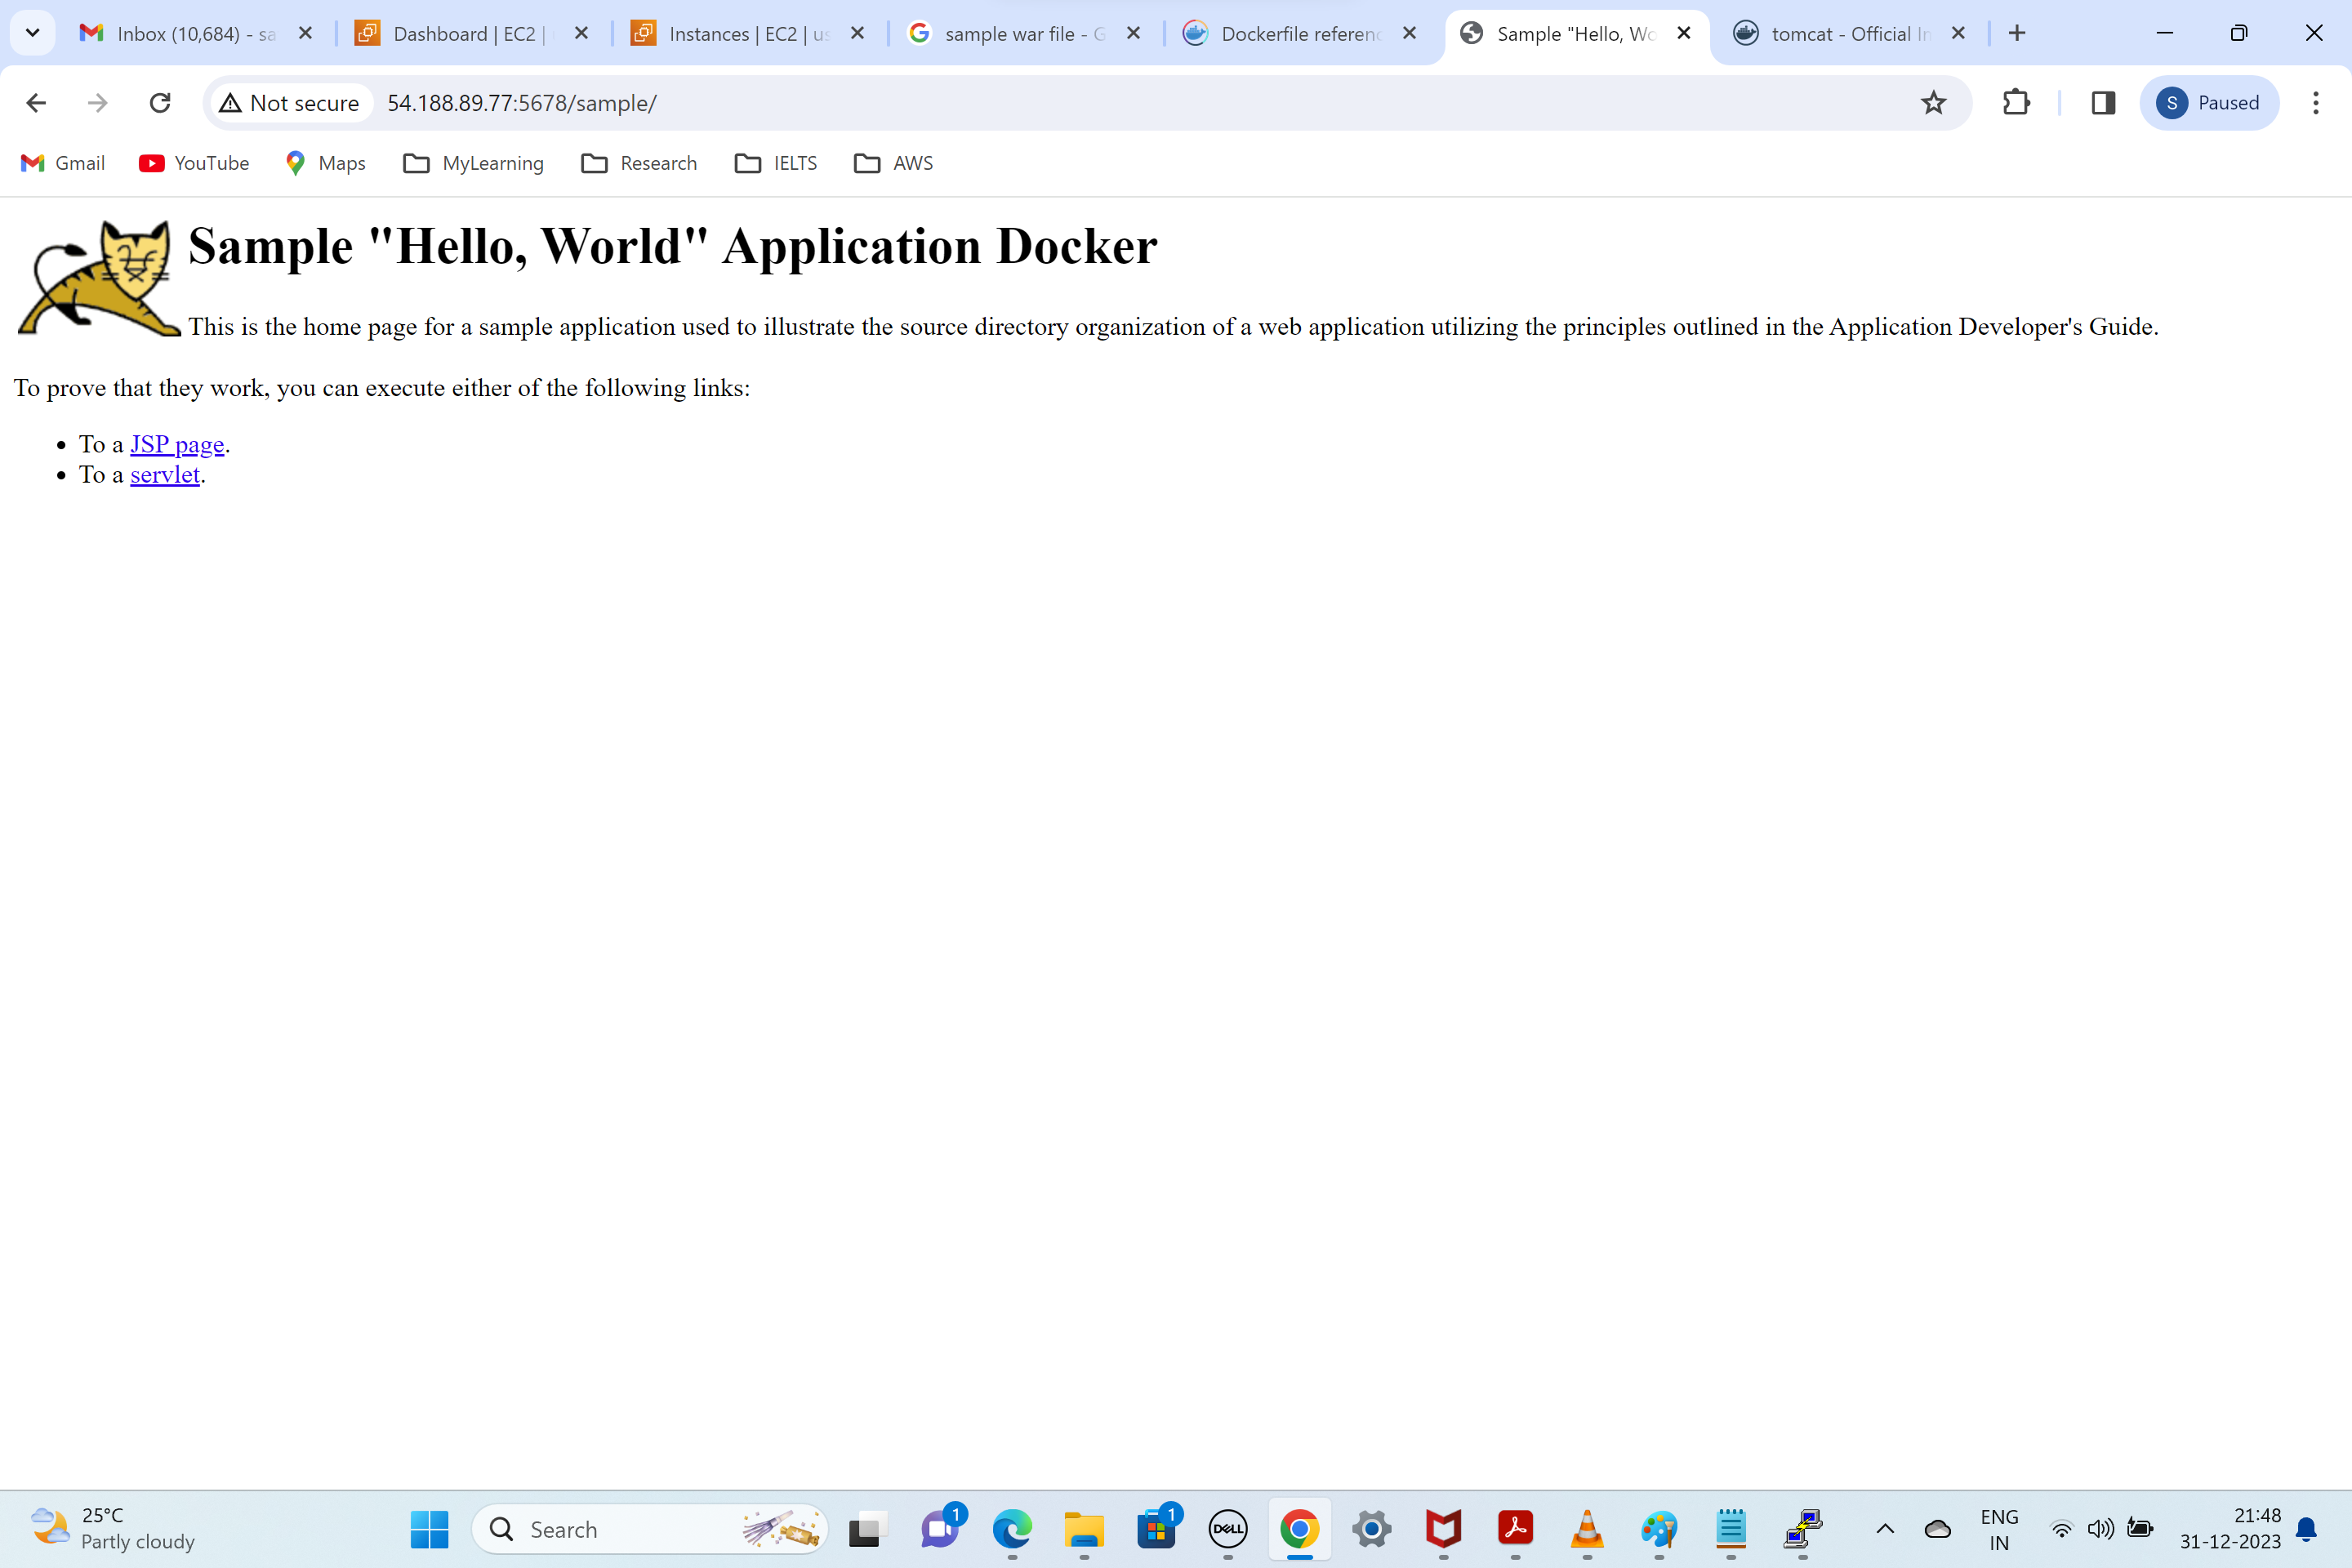 Inbox (10,684) - sa
Dashboard | EC2 |
Instances | EC2 | us
sample war file - G
Dockerfile referenc
Sample "Hello, Wo
tomcat - Official In
Not secure
54.188.89.77:5678/sample/
S
Paused
Gmail
YouTube
Maps
MyLearning
Research
IELTS
AWS
Sample "Hello, World" Application Docker
This is the home page for a sample application used to illustrate the source directory organization of a web application utilizing the principles outlined in the Application Developer's Guide.
To prove that they work, you can execute either of the following links:
• To a JSP page.
• To a servlet.
25°C
Partly cloudy
Search
1
1
DELL
ENG
IN
21:48
31-12-2023